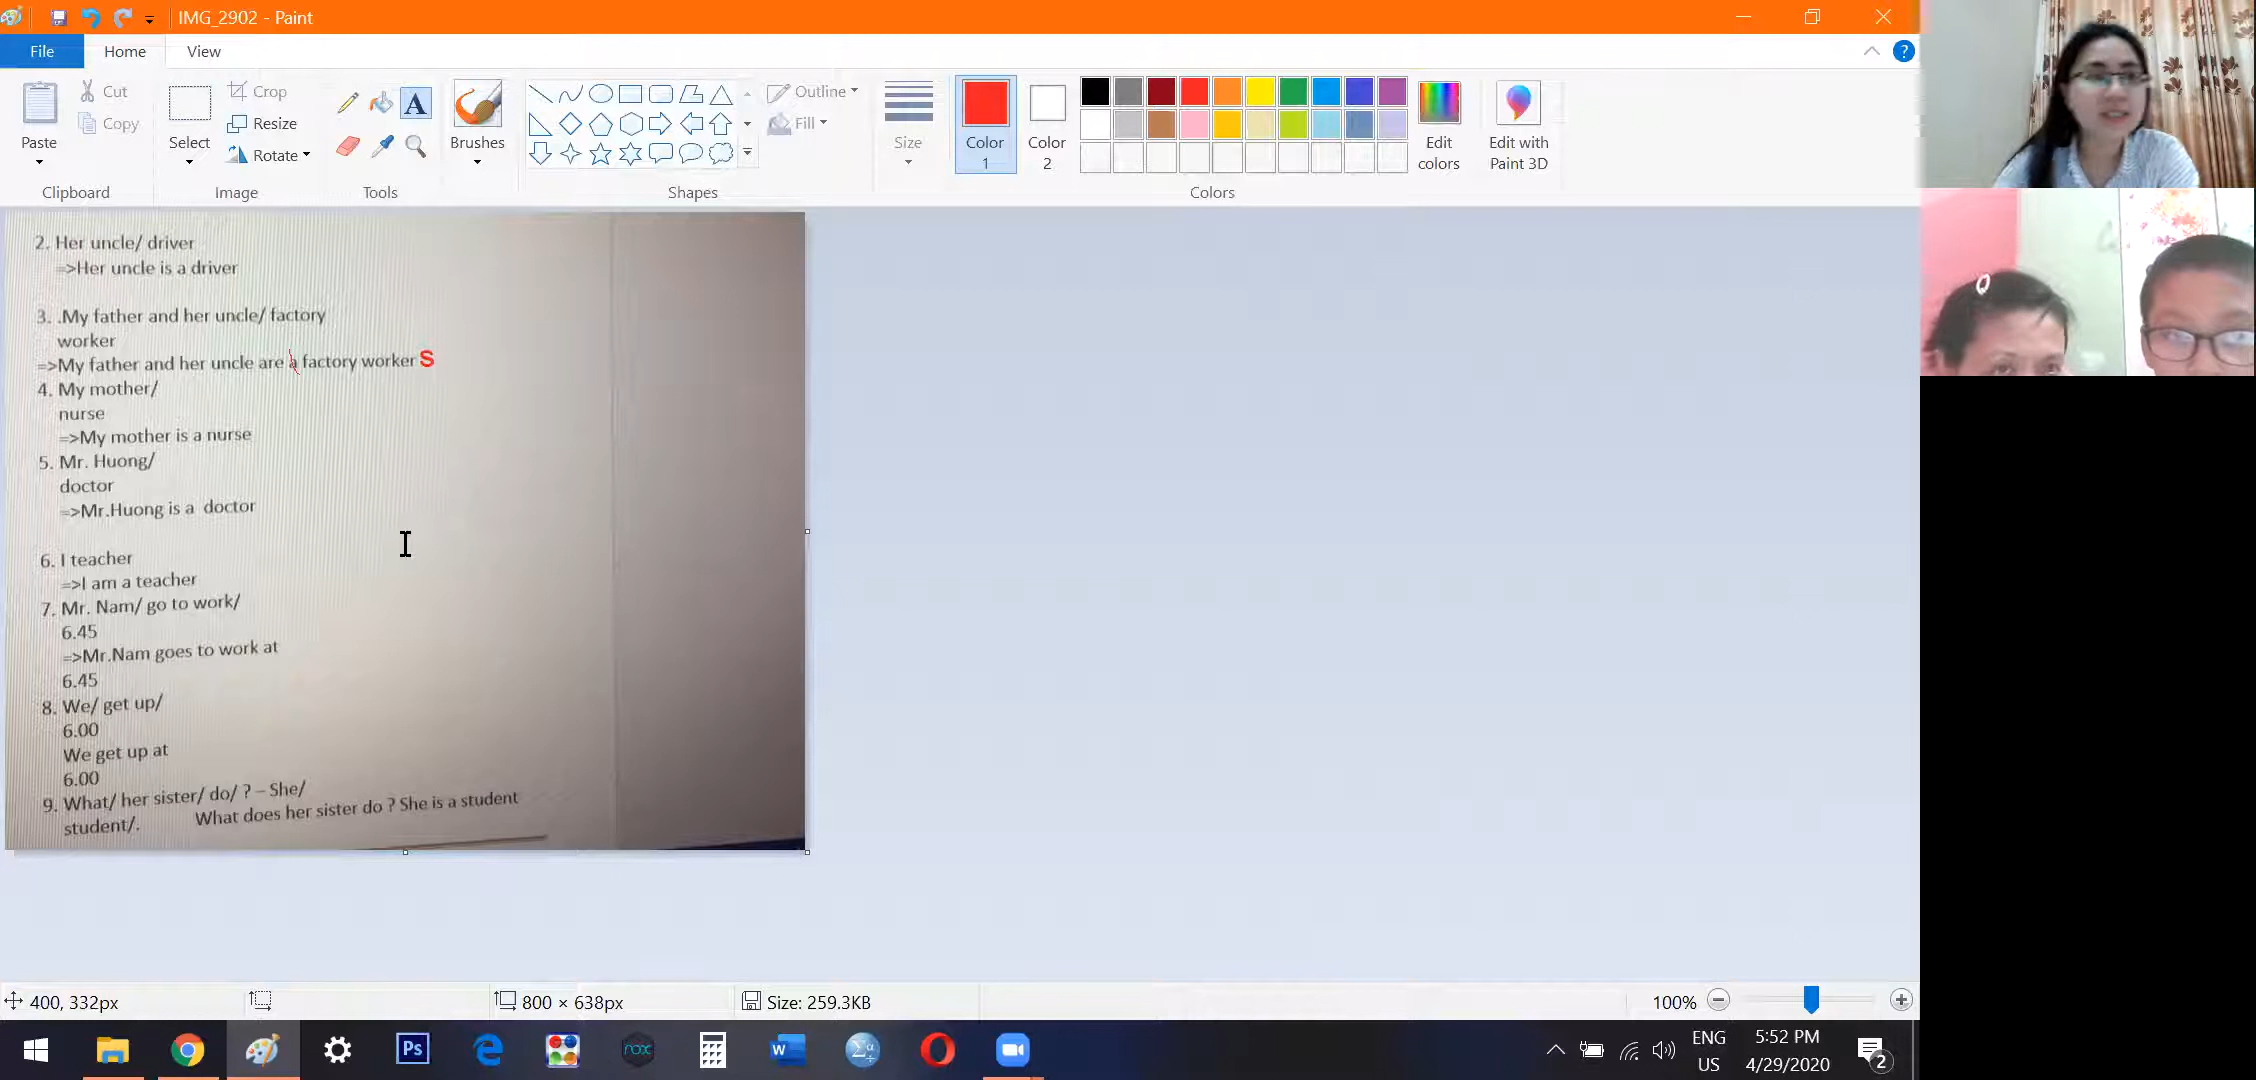 IMG_2902 - Paint
File Home View
Cut
Copy
Paste
Clipboard
Crop
Resize
Rotate
Select
Image
A
Tools
Brushes
Shapes
Outline
Fill
Size
Color
1
Color
2
Colors
Edit
colors
Edit with
Paint 3D
2. Her uncle/ driver
=>Her uncle is a driver
3. .My father and her uncle/ factory
worker
=>My father and her uncle are a factory worker S
4. My mother/
nurse
=>My mother is a nurse
5. Mr. Huong/
doctor
=>Mr.Huong is a doctor
6. I teacher
=>I am a teacher
7. Mr. Nam/ go to work/
6.45
=>Mr.Nam goes to work at
6.45
8. We/ get up/
6.00
We get up at
6.00
9. What/ her sister/ do/ ? – She/
student/. What does her sister do ? She is a student
400, 332px
800 × 638px
Size: 259.3KB
100%
Ps
nox
W
ENG
US
5:52 PM
4/29/2020
2